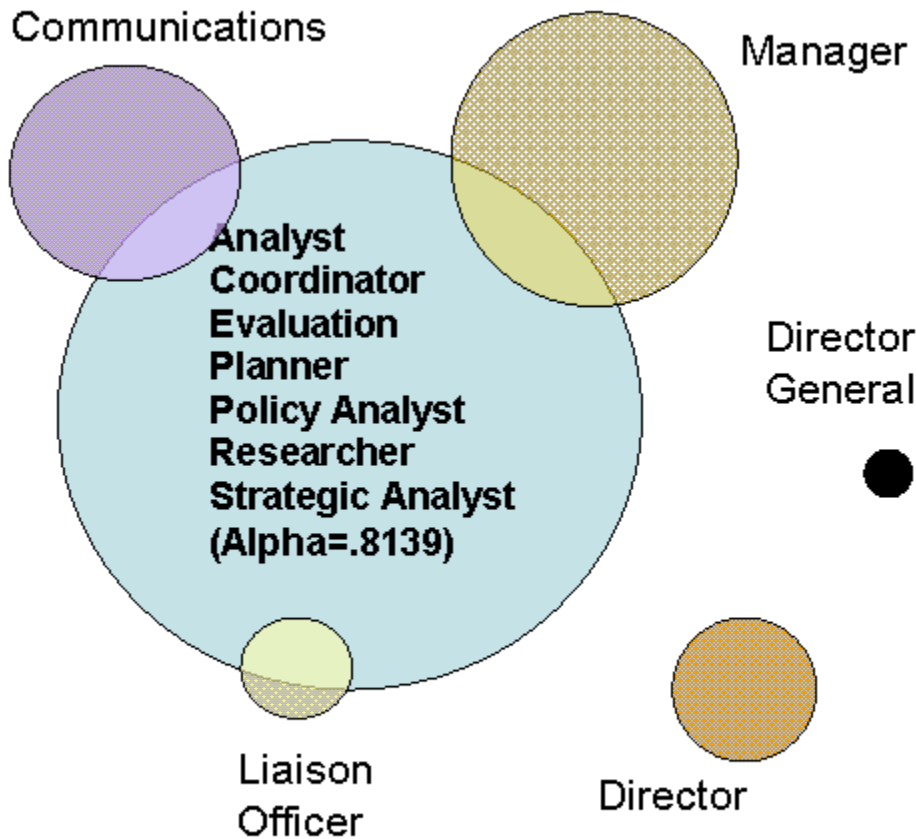 Communications
Manager
Analyst
Coordinator
Evaluation
Planner
Policy Analyst
Researcher
Strategic Analyst
(Alpha=.8139)
Director
General
Liaison
Officer
Director